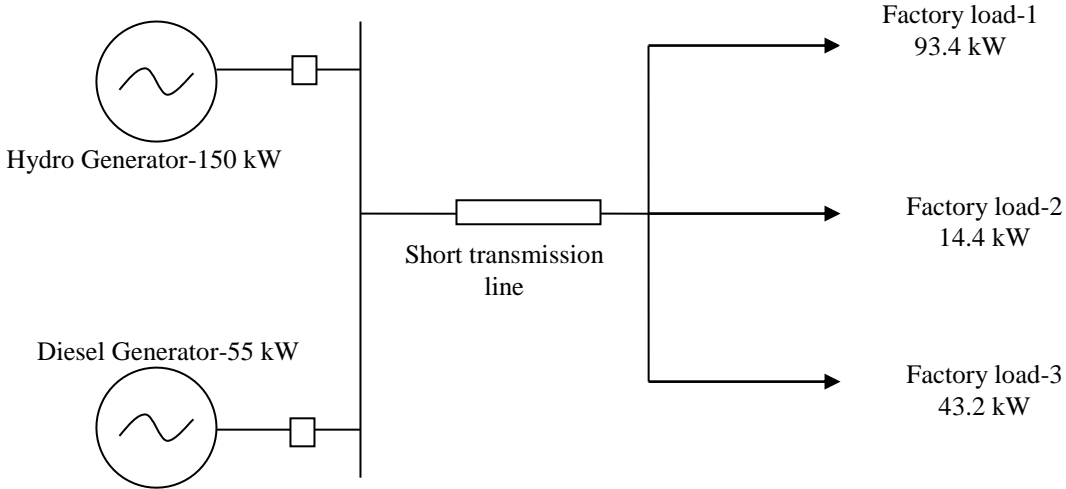 Factory load-1
93.4 kW
Hydro Generator-150 kW
Factory load-2
14.4 kW
Short transmission
line
Diesel Generator-55 kW
Factory load-3
43.2 kW